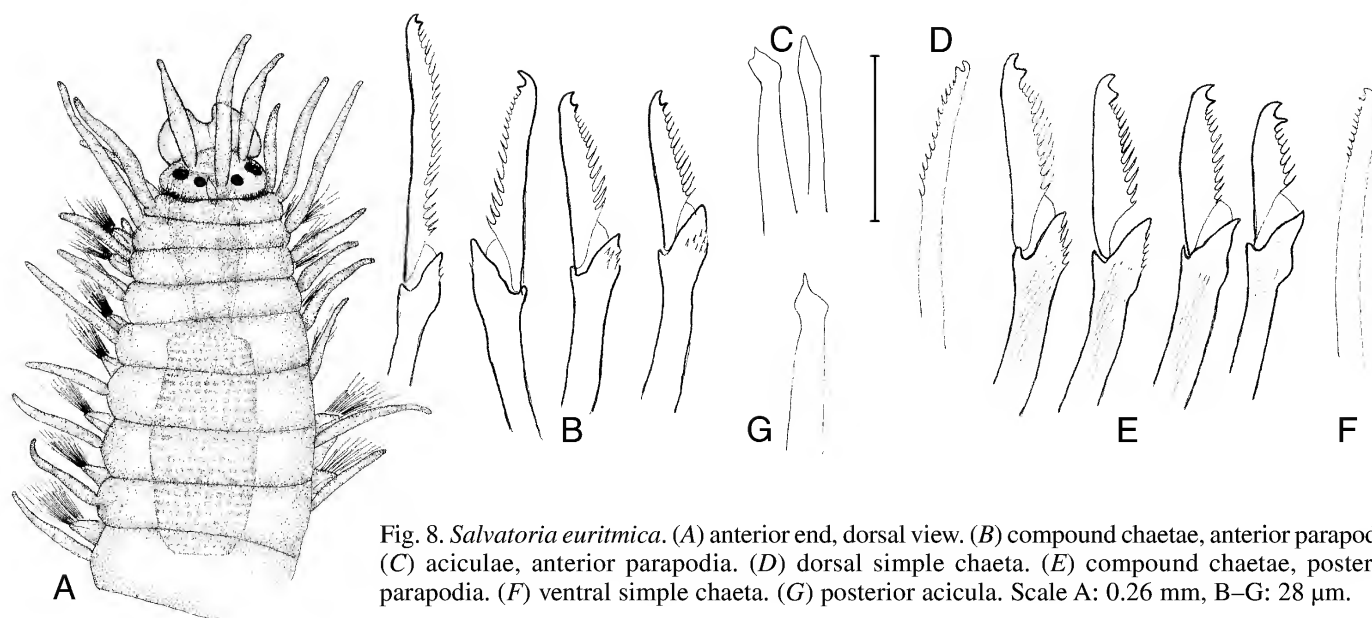 C
D
B
E
F
G
A
Fig. 8. Salvatoria euritmica. (A) anterior end, dorsal view. (B) compound chaetae, anterior parapod
(C) aciculae, anterior parapodia. (D) dorsal simple chaeta. (E) compound chaetae, poster
parapodia. (F) ventral simple chaeta. (G) posterior acicula. Scale A: 0.26 mm, B–G: 28 μm.